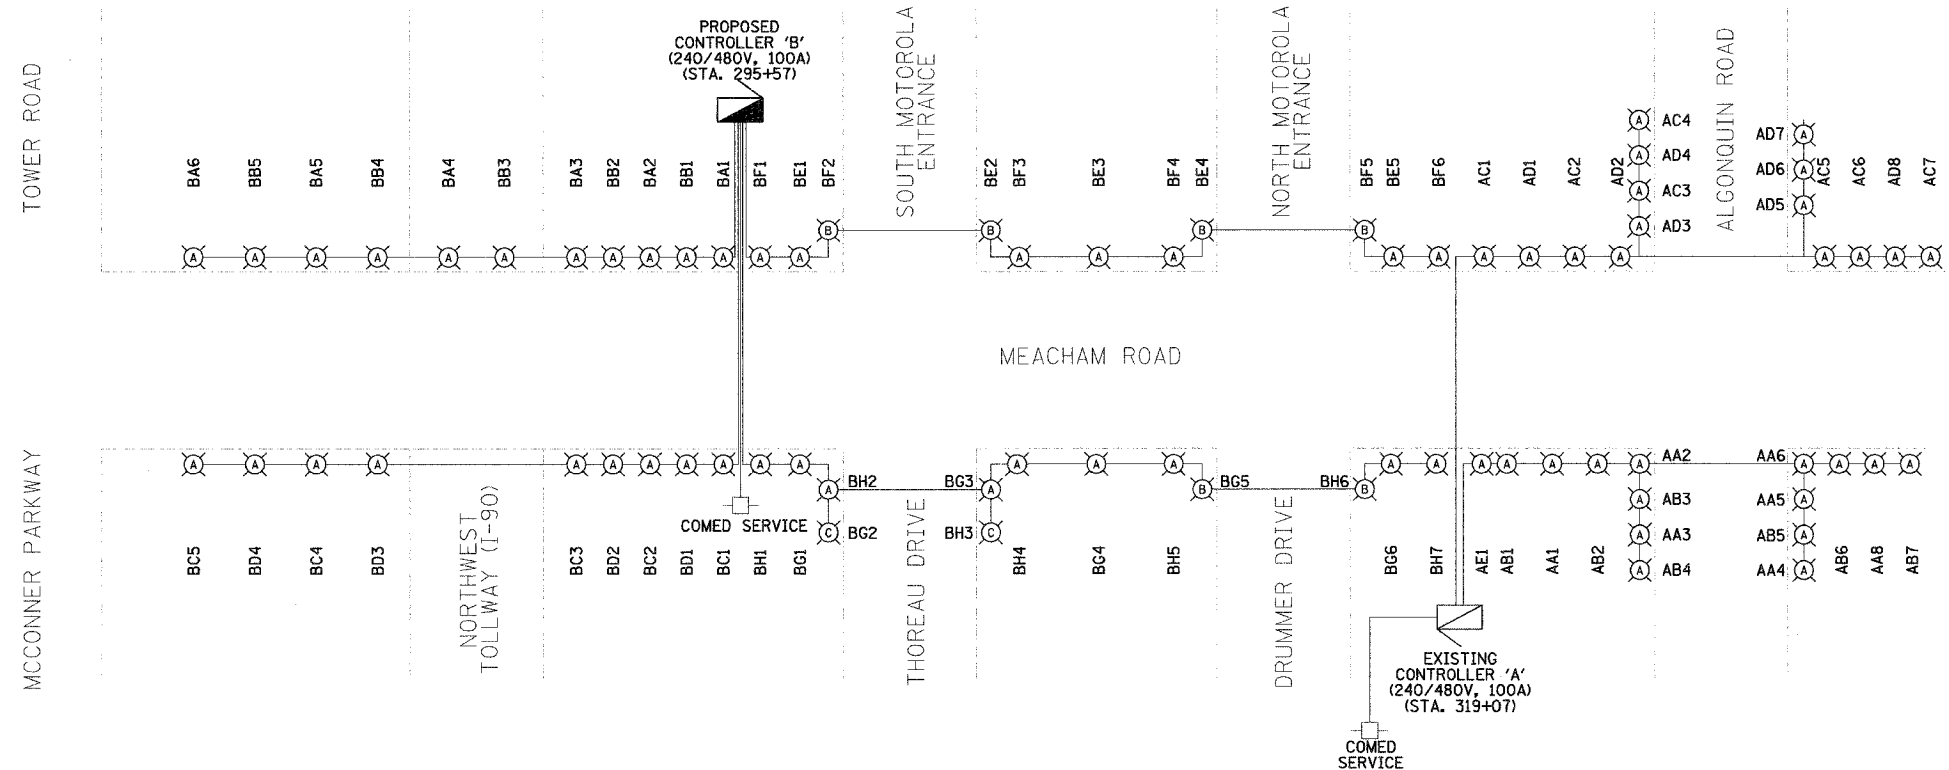 PROPOSED
CONTROLLER 'B'
(240/480V, 100A)
(STA. 295+57)
TOWER ROAD
SOUTH MOTOROLA
ENTRANCE
NORTH MOTOROLA
ENTRANCE
ALGONQUIN ROAD
BA6 BB5 BA5 BB4 BA4 BB3 BA3 BB2 BA2 BB1 BA1 BF1 BE1 BF2 BE2 BF3 BE3 BF4 BE4 BF5 BE5 BF6 AC1 AD1 AC2 AD2
AC4
AD4
AC3
AD3
AD7
AD6
AD5
AC5 AC6 AD8 AC7
B B B B
A A A A
A A A
A A A A A A A A A A A A A A A A A A A A A A A A A A A
MEACHAM ROAD
MCCONNER PARKWAY
A A A A A A A A A A A A A A A A A A A A A A A A A
BH2 BG3 BG5 BH6
A A B B
AA2 AA6
AB3 AA5
AA3 AB5
AB4 AA4
A A
A A
A A
COMED SERVICE
C BG2
BH3 C
BC5 BD4 BC4 BD3 BC3 BD2 BC2 BD1 BC1 BH1 BG1 BH4 BG4 BH5 BG6 BH7 AE1 AB1 AA1 AB2 AB6 AA8 AB7
NORTHWEST
TOLLWAY (I-90)
THOREAU DRIVE
DRUMMER DRIVE
EXISTING
CONTROLLER 'A'
(240/480V, 100A)
(STA. 319+07)
COMED
SERVICE